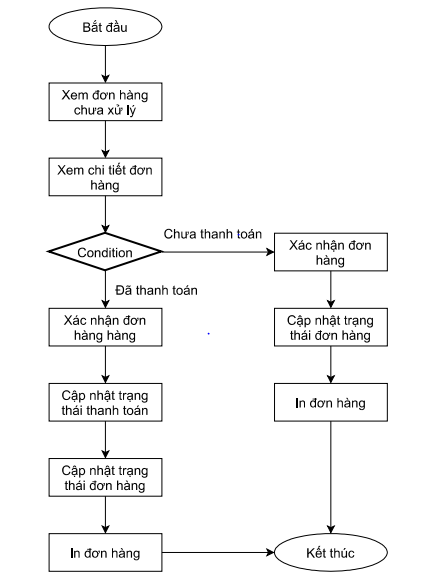 Bắt đầu
Xem đơn hàng
chưa xử lý
Xem chi tiết đơn
hàng
Condition
Chưa thanh toán
Xác nhận đơn
hàng
Đã thanh toán
Xác nhận đơn
hàng hàng
Cập nhật trạng
thái đơn hàng
Cập nhật trạng
thái thanh toán
In đơn hàng
Cập nhật trạng
thái đơn hàng
In đơn hàng
Kết thúc